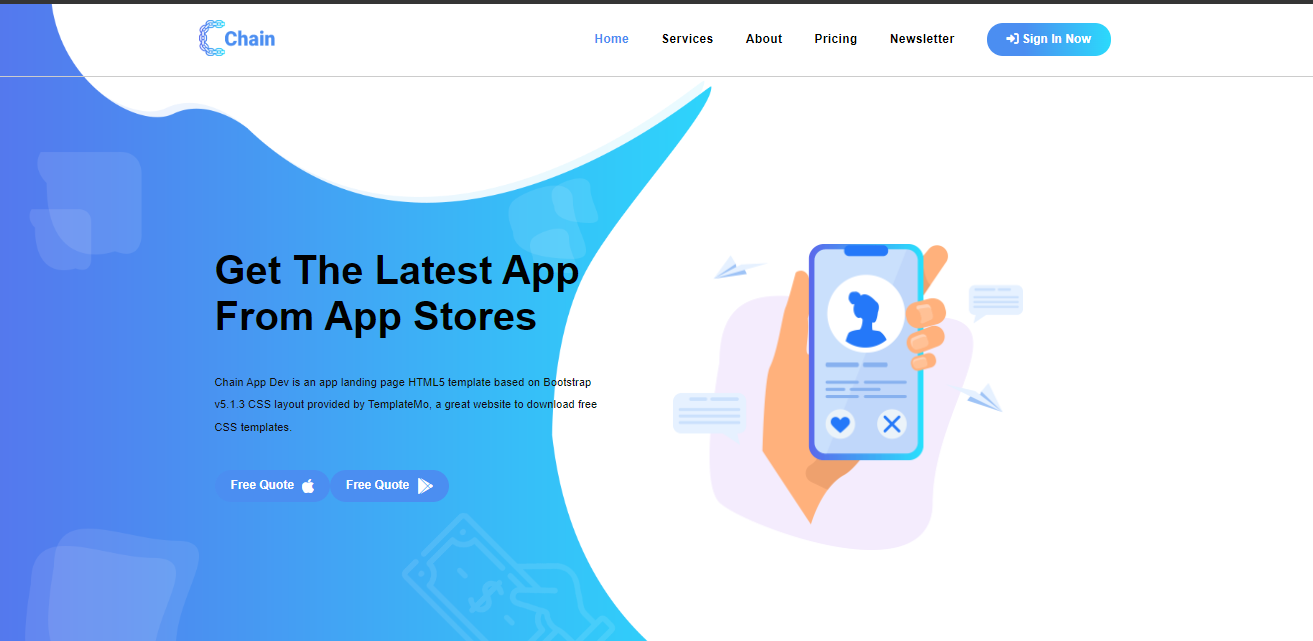 Chain
Home
Services
About
Pricing
Newsletter
Sign In Now
Get The Latest App
From App Stores
Chain App Dev is an app landing page HTML5 template based on Bootstrap
v5.1.3 CSS layout provided by TemplateMo, a great website to download free
CSS templates.
Free Quote
Free Quote